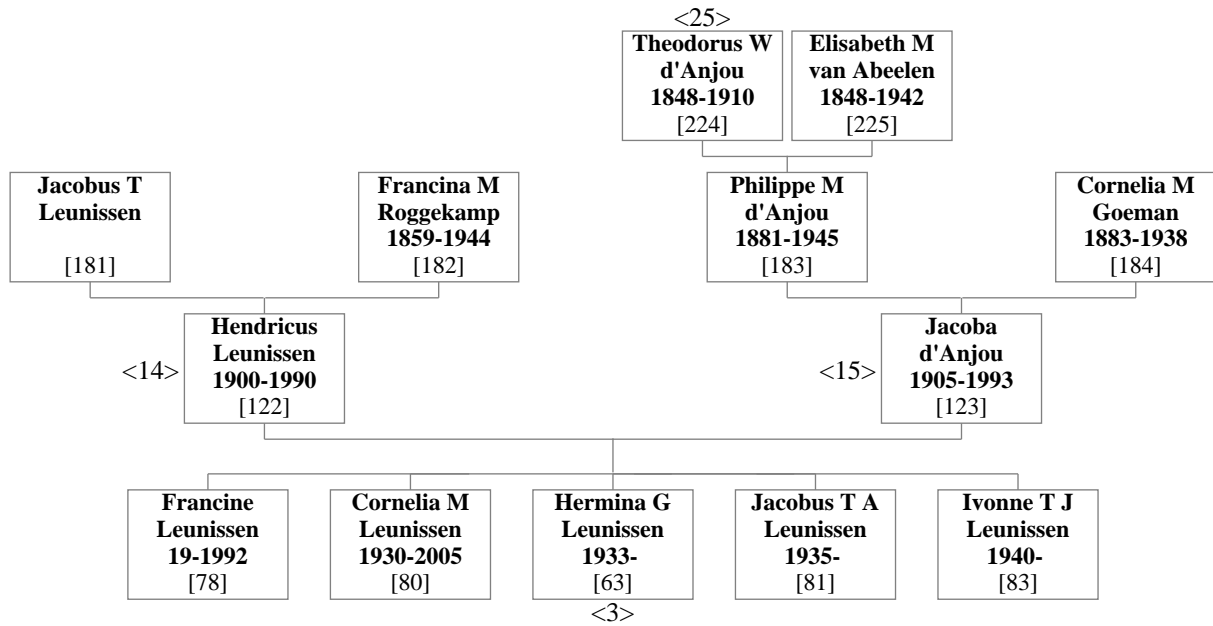 <25>
Theodorus W
d'Anjou
1848-1910
[224]
Elisabeth M
van Abeelen
1848-1942
[225]
Jacobus T
Leunissen
[181]
Francina M
Roggekamp
1859-1944
[182]
Philippe M
d'Anjou
1881-1945
[183]
Cornelia M
Goeman
1883-1938
[184]
<14>
Hendricus
Leunissen
1900-1990
[122]
<15>
Jacoba
d'Anjou
1905-1993
[123]
Francine
Leunissen
19-1992
[78]
Cornelia M
Leunissen
1930-2005
[80]
Hermina G
Leunissen
1933-
[63]
<3>
Jacobus T A
Leunissen
1935-
[81]
Ivonne T J
Leunissen
1940-
[83]